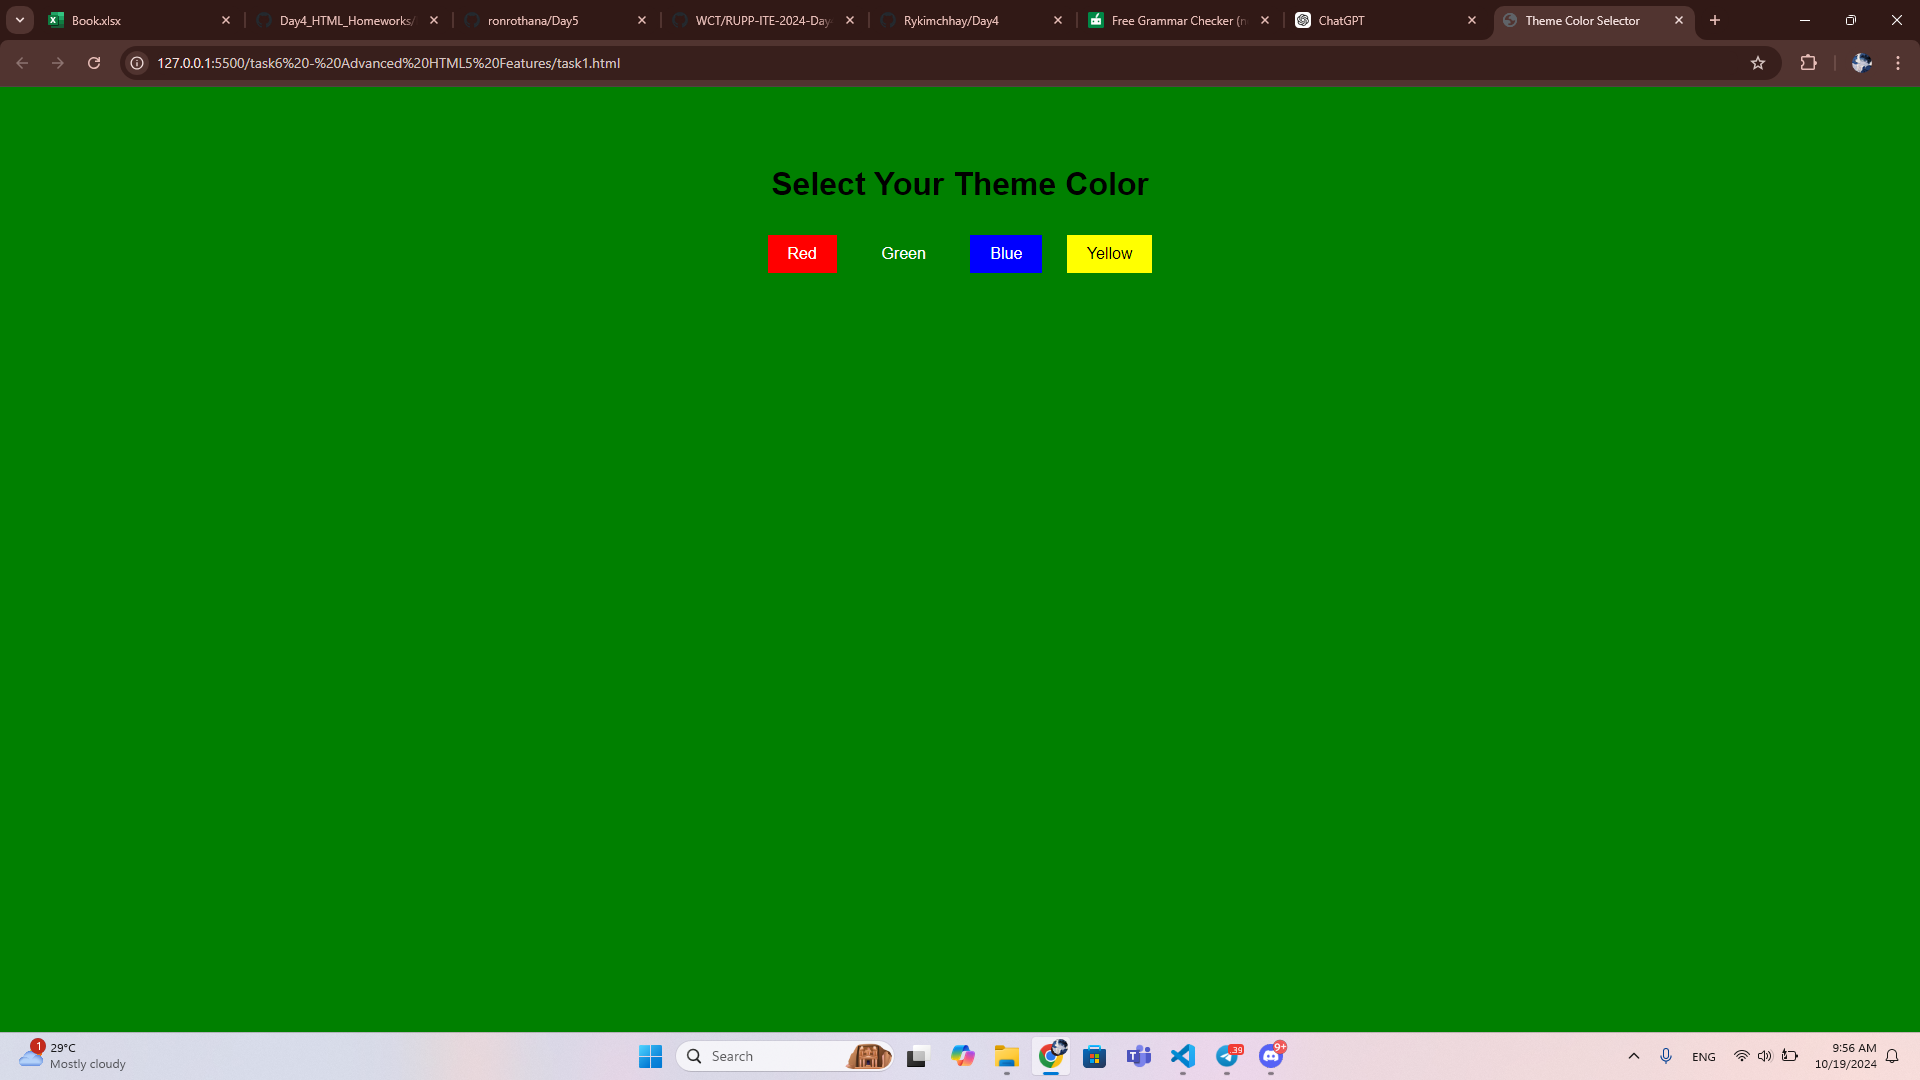 Book.xlsx
Day4_HTML_Homeworks/
ronrothana/Day5
WCT/RUPP-ITE-2024-Day
Rykimchhay/Day4
Free Grammar Checker (n
ChatGPT
Theme Color Selector
127.0.0.1:5500/task6%20-%20Advanced%20HTML5%20Features/task1.html
Select Your Theme Color
Red
Green
Blue
Yellow
1
29°C
Mostly cloudy
Search
39
9+
ENG
9:56 AM
10/19/2024